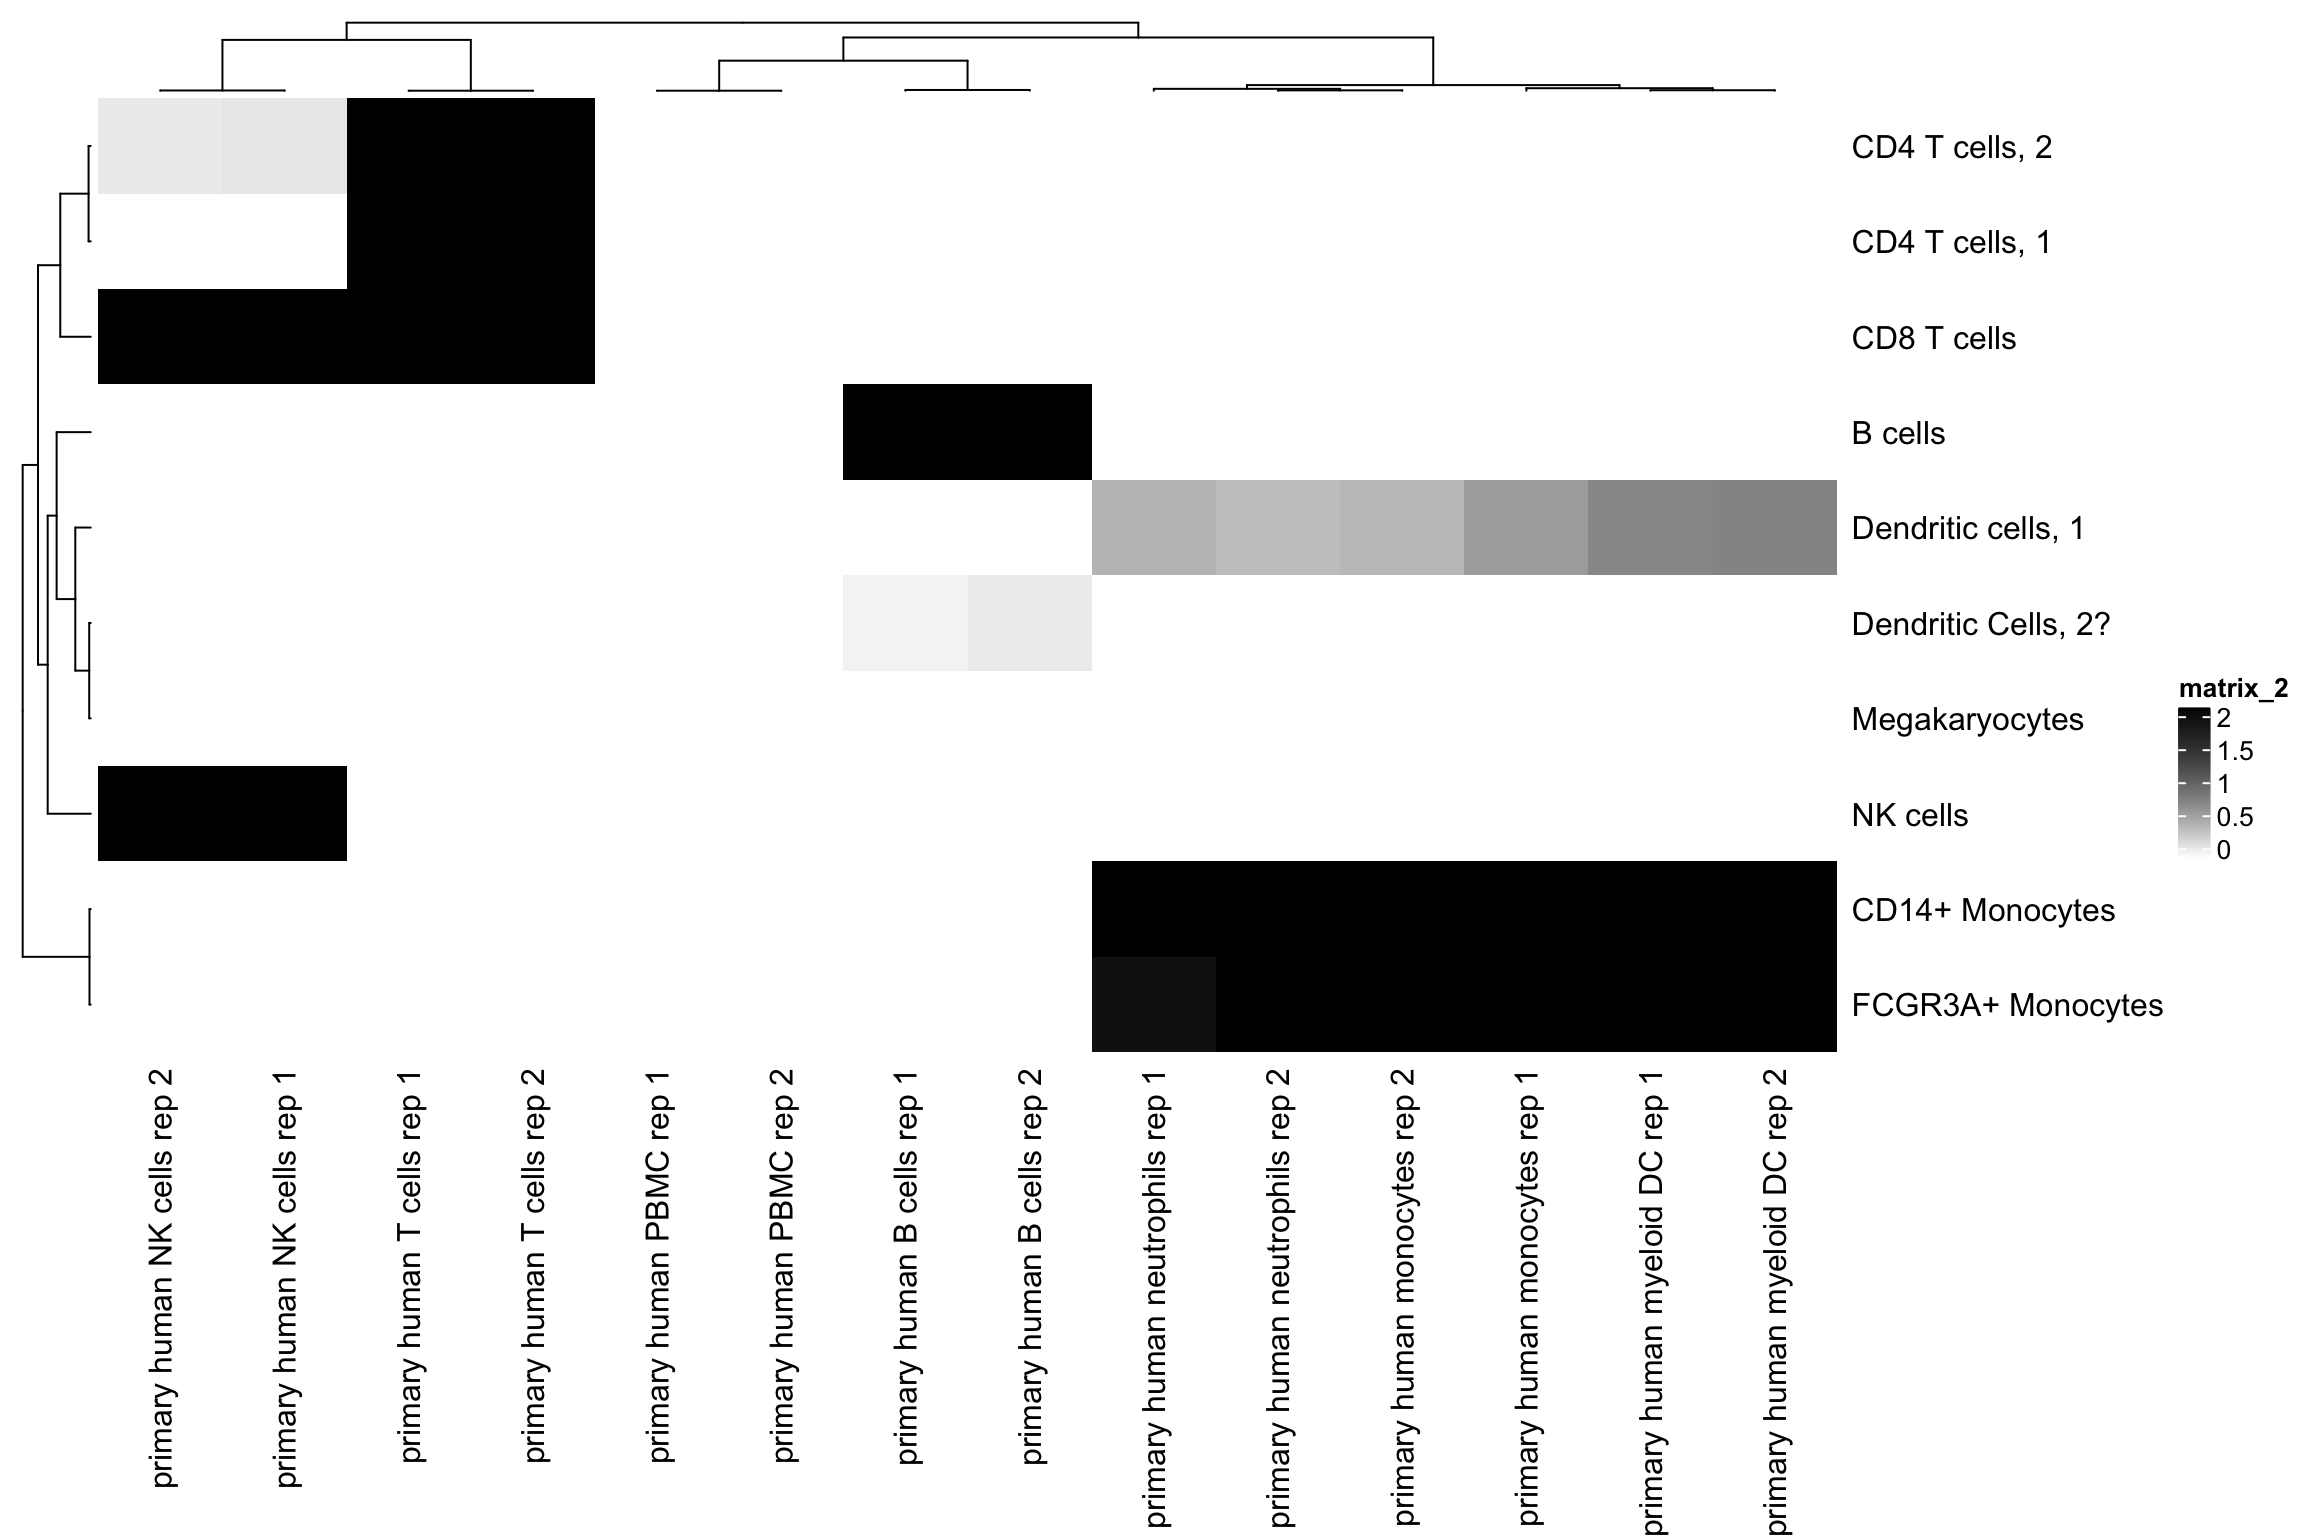 CD4 T cells, 2
CD4 T cells, 1
CD8 T cells
B cells
Dendritic cells, 1
Dendritic Cells, 2?
Megakaryocytes
NK cells
CD14+ Monocytes
FCGR3A+ Monocytes
matrix_2
2
1.5
1
0.5
0
primary human NK cells rep 2
primary human NK cells rep 1
primary human T cells rep 1
primary human T cells rep 2
primary human PBMC rep 1
primary human PBMC rep 2
primary human B cells rep 1
primary human B cells rep 2
primary human neutrophils rep 1
primary human neutrophils rep 2
primary human monocytes rep 2
primary human monocytes rep 1
primary human myeloid DC rep 1
primary human myeloid DC rep 2